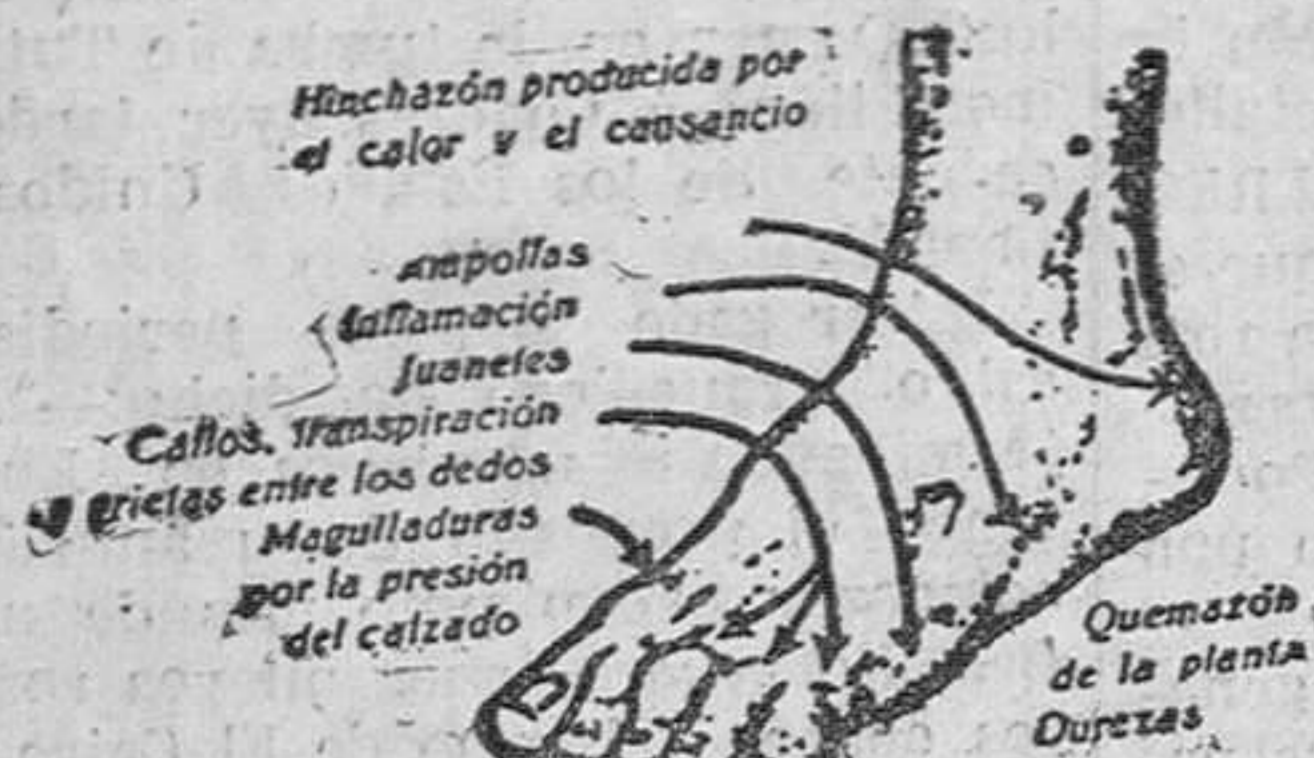 Hinchazón producida por
el calor y el cansancio
Ampollas
Inflamación
Juanetes
Callos. Transpiración
y grietas entre los dedos
Magulladuras
por la presión
del calzado
Quemazón
de la planta
Durezas